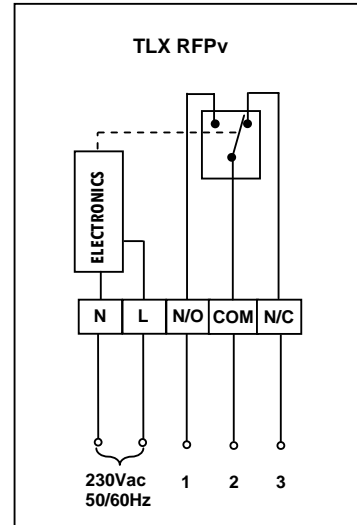 TLX RFPv
ELECTRONICS
N L N/O COM N/C
230Vac 1 2 3
50/60Hz